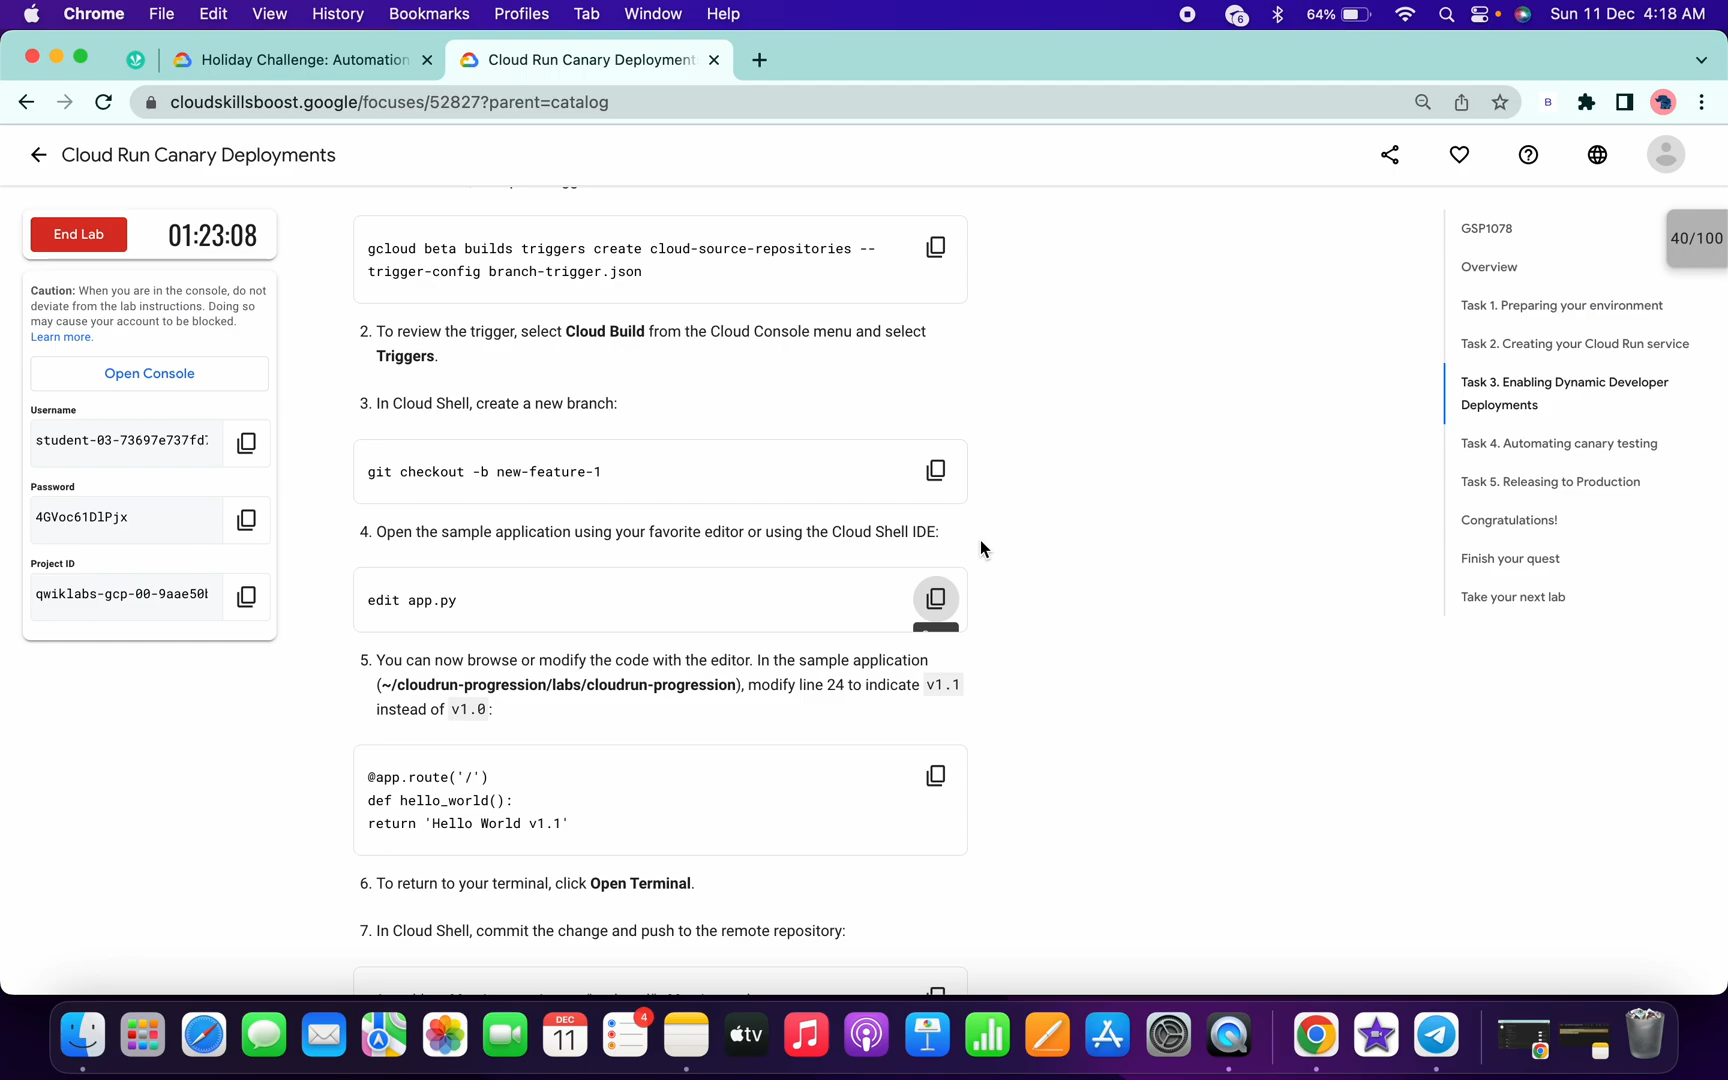 Chrome File Edit View History Bookmarks Profiles Tab Window Help 6 64% Sun 11 Dec 4:18 AM
Holiday Challenge: Automation Cloud Run Canary Deployment
cloudskillsboost.google/focuses/52827?parent=catalog B
Cloud Run Canary Deployments
End Lab 01:23:08
Caution: When you are in the console, do not
deviate from the lab instructions. Doing so
may cause your account to be blocked.
Learn more.
Open Console
Username
student-03-73697e737fd
Password
4GVoc61DlPjx
Project ID
qwiklabs-gcp-00-9aae50
gcloud beta builds triggers create cloud-source-repositories --
trigger-config branch-trigger.json
2. To review the trigger, select Cloud Build from the Cloud Console menu and select
Triggers.
3. In Cloud Shell, create a new branch:
git checkout -b new-feature-1
4. Open the sample application using your favorite editor or using the Cloud Shell IDE:
edit app.py
5. You can now browse or modify the code with the editor. In the sample application
(~/cloudrun-progression/labs/cloudrun-progression), modify line 24 to indicate v1.1
instead of v1.0:
@app.route('/')
def hello_world():
return 'Hello World v1.1'
6. To return to your terminal, click Open Terminal.
7. In Cloud Shell, commit the change and push to the remote repository:
GSP1078
40/100
Overview
Task 1. Preparing your environment
Task 2. Creating your Cloud Run service
Task 3. Enabling Dynamic Developer
Deployments
Task 4. Automating canary testing
Task 5. Releasing to Production
Congratulations!
Finish your quest
Take your next lab
DEC
11
4
tv